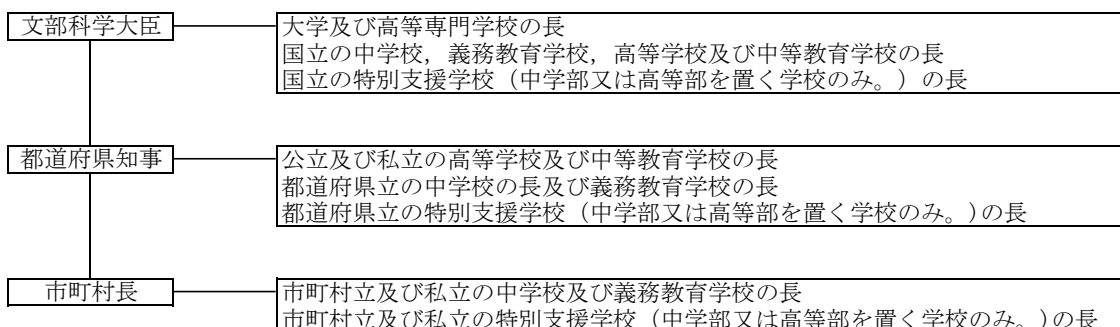 文部科学大臣
大学及び高等専門学校の長
国立の中学校，義務教育学校，高等学校及び中等教育学校の長
国立の特別支援学校（中学部又は高等部を置く学校のみ。）の長
都道府県知事
公立及び私立の高等学校及び中等教育学校の長
都道府県立の中学校の長及び義務教育学校の長
都道府県立の特別支援学校（中学部又は高等部を置く学校のみ。）の長
市町村長
市町村立及び私立の中学校及び義務教育学校の長
市町村立及び私立の特別支援学校（中学部又は高等部を置く学校のみ。）の長